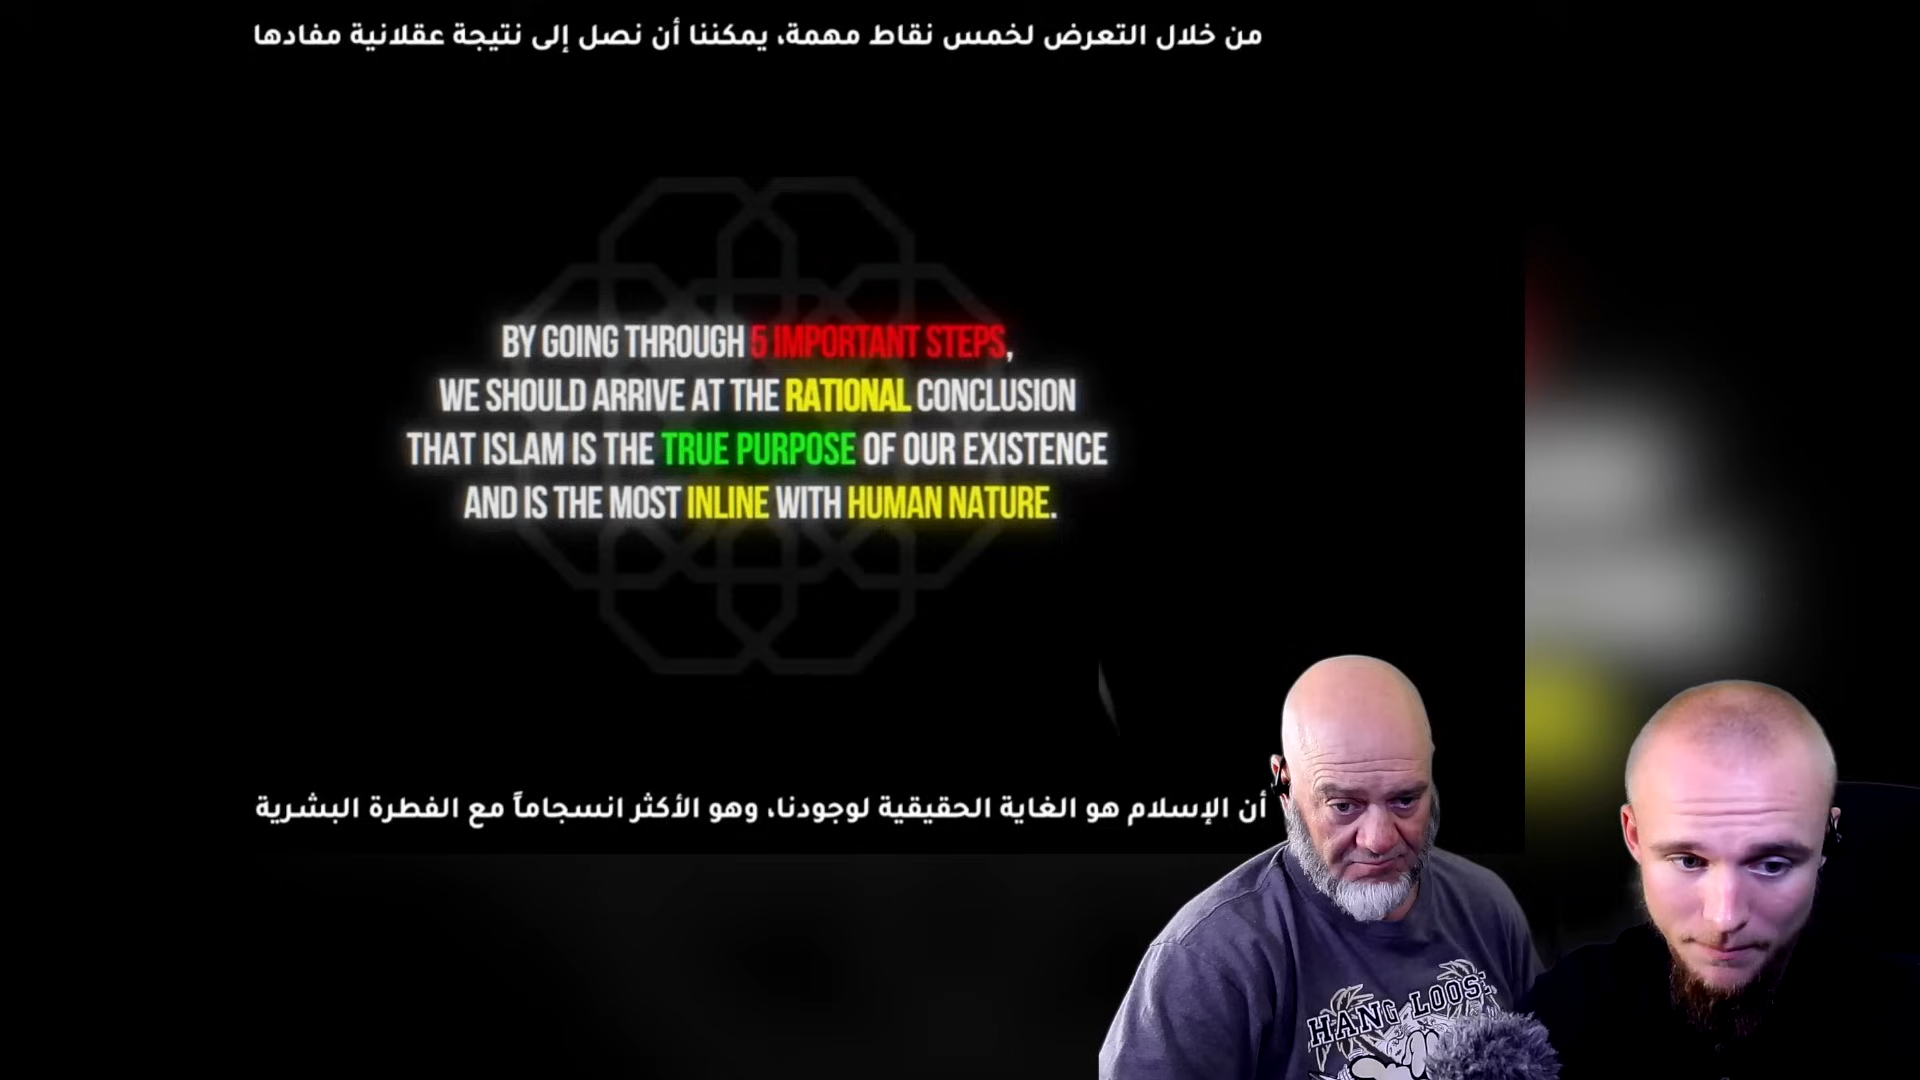 من خلال التعرض لخمس نقاط مهمة، يمكننا أن نصل إلى نتيجة عقلانية مفادها
BY GOING THROUGH 5 IMPORTANT STEPS,
WE SHOULD ARRIVE AT THE RATIONAL CONCLUSION
THAT ISLAM IS THE TRUE PURPOSE OF OUR EXISTENCE
AND IS THE MOST INLINE WITH HUMAN NATURE.
أن الإسلام هو الغاية الحقيقية لوجودنا، وهو الأكثر انسجاماً مع الفطرة البشرية
HANG LOOSE